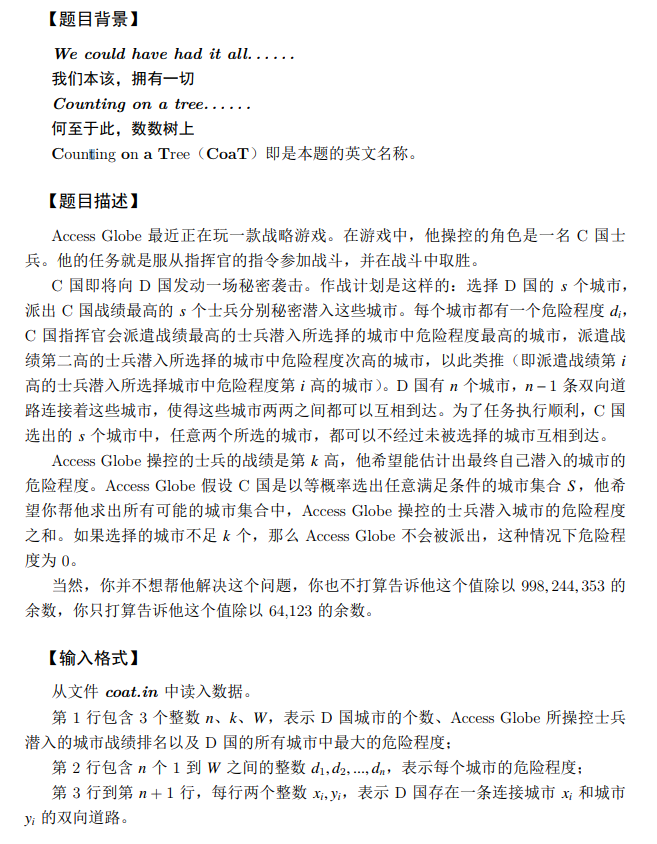 【题目背景】
We could have had it all......
我们本该，拥有一切
Counting on a tree......
何至于此，数数树上
Counting on a Tree（CoaT）即是本题的英文名称。
【题目描述】
Access Globe 最近正在玩一款战略游戏。在游戏中，他操控的角色是一名 C 国士
兵。他的任务就是服从指挥官的指令参加战斗，并在战斗中取胜。
C 国即将向 D 国发动一场秘密袭击。作战计划是这样的：选择 D 国的 s 个城市，
派出 C 国战绩最高的 s 个士兵分别秘密潜入这些城市。每个城市都有一个危险程度 dᵢ，
C 国指挥官会派遣战绩最高的士兵潜入所选择的城市中危险程度最高的城市，派遣战
绩第二高的士兵潜入所选择的城市中危险程度次高的城市，以此类推（即派遣战绩第 i
高的士兵潜入所选择城市中危险程度第 i 高的城市）。D 国有 n 个城市，n − 1 条双向道
路连接着这些城市，使得这些城市两两之间都可以互相到达。为了任务执行顺利，C 国
选出的 s 个城市中，任意两个所选的城市，都可以不经过未被选择的城市互相到达。
Access Globe 操控的士兵的战绩是第 k 高，他希望能估计出最终自己潜入的城市的
危险程度。Access Globe 假设 C 国是以等概率选出任意满足条件的城市集合 S，他希
望你帮他求出所有可能的城市集合中，Access Globe 操控的士兵潜入城市的危险程度
之和。如果选择的城市不足 k 个，那么 Access Globe 不会被派出，这种情况下危险程
度为 0。
当然，你并不想帮他解决这个问题，你也不打算告诉他这个值除以 998, 244, 353 的
余数，你只打算告诉他这个值除以 64,123 的余数。
【输入格式】
从文件 coat.in 中读入数据。
第 1 行包含 3 个整数 n、k、W，表示 D 国城市的个数、Access Globe 所操控士兵
潜入的城市战绩排名以及 D 国的所有城市中最大的危险程度；
第 2 行包含 n 个 1 到 W 之间的整数 d₁, d₂, ..., dₙ，表示每个城市的危险程度；
第 3 行到第 n + 1 行，每行两个整数 xᵢ, yᵢ，表示 D 国存在一条连接城市 xᵢ 和城市
yᵢ 的双向道路。